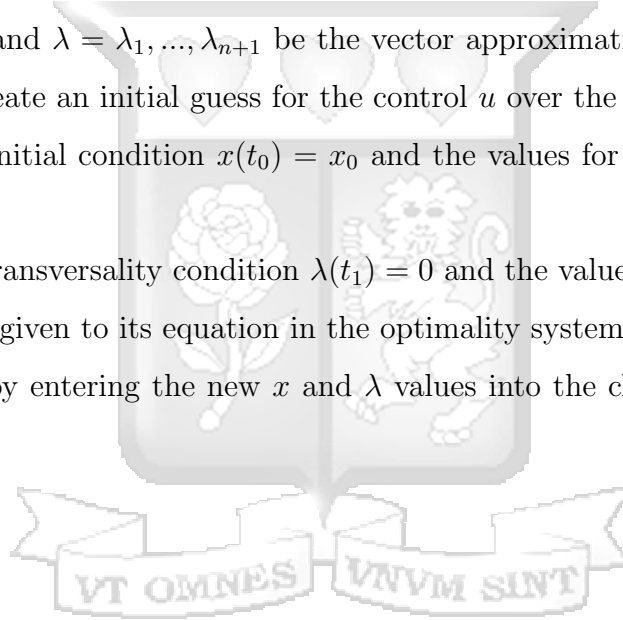 and λ = λ₁, ..., λₙ₊₁ be the vector approximati
eate an initial guess for the control u over the
nitial condition x(t₀) = x₀ and the values for
ransversality condition λ(t₁) = 0 and the value
given to its equation in the optimality system
by entering the new x and λ values into the c
VT OMNES VNVM SINT